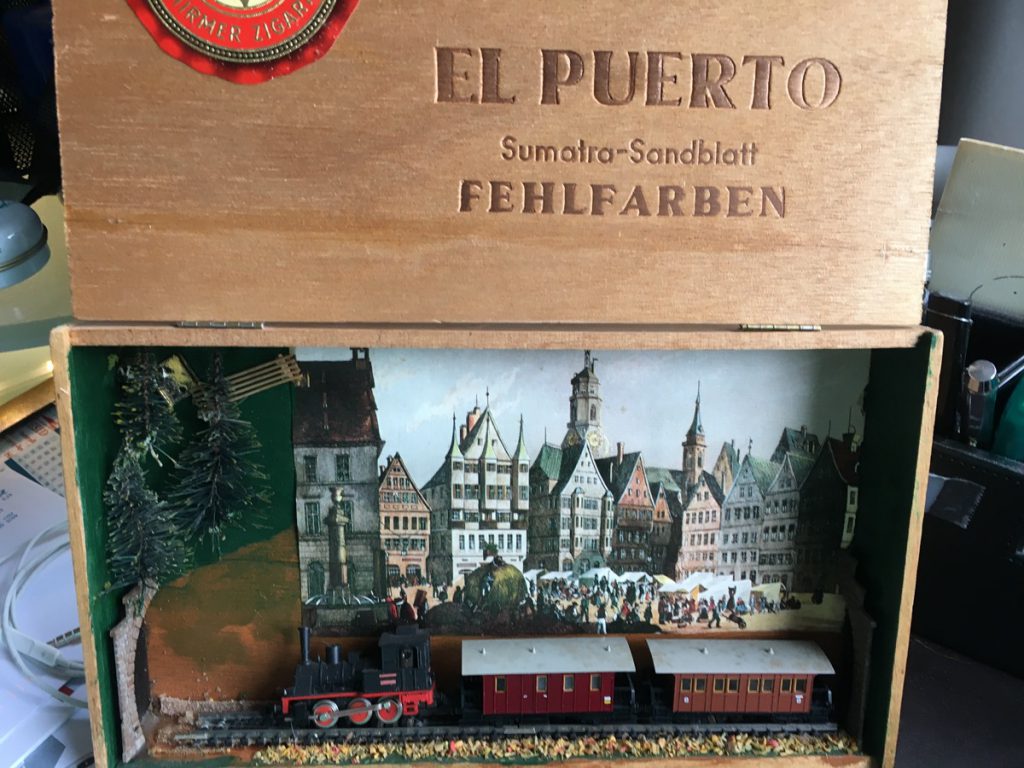 EL PUERTO
Sumatra-Sandblatt
FEHLFARBEN